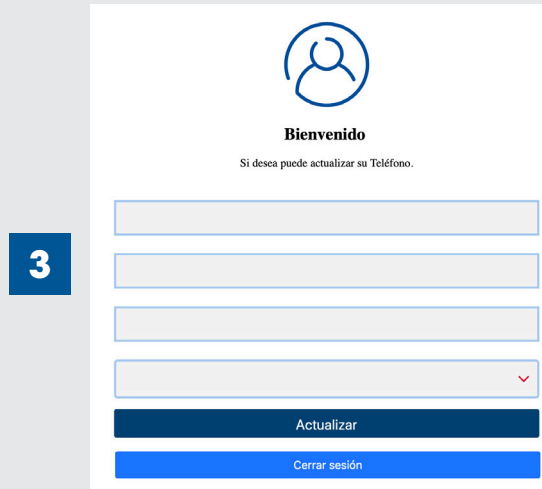 Bienvenido
Si desea puede actualizar su Teléfono.
3
Actualizar
Cerrar sesión